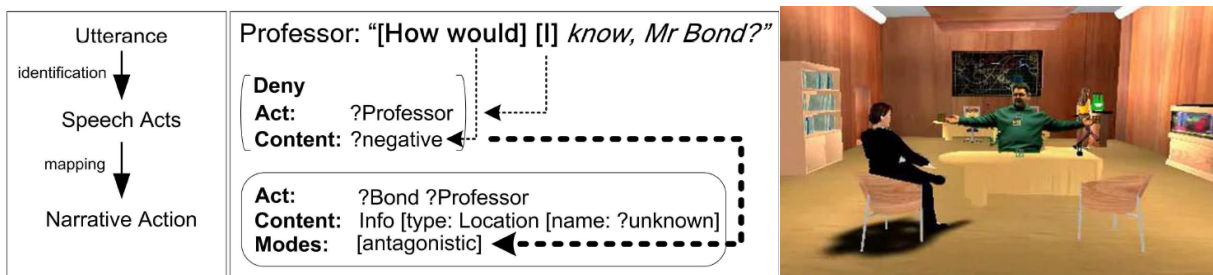 Utterance
identification
Speech Acts
mapping
Narrative Action
Professor: “[How would] [I] know, Mr Bond?”
Deny
Act: ?Professor
Content: ?negative
Act: ?Bond ?Professor
Content: Info [type: Location [name: ?unknown]
Modes: [antagonistic]